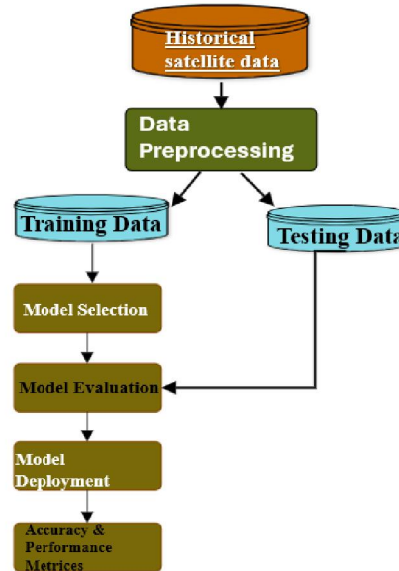 Historical
satellite data
Data
Preprocessing
Training Data
Testing Data
Model Selection
Model Evaluation
Model
Deployment
Accuracy &
Performance
Metrices